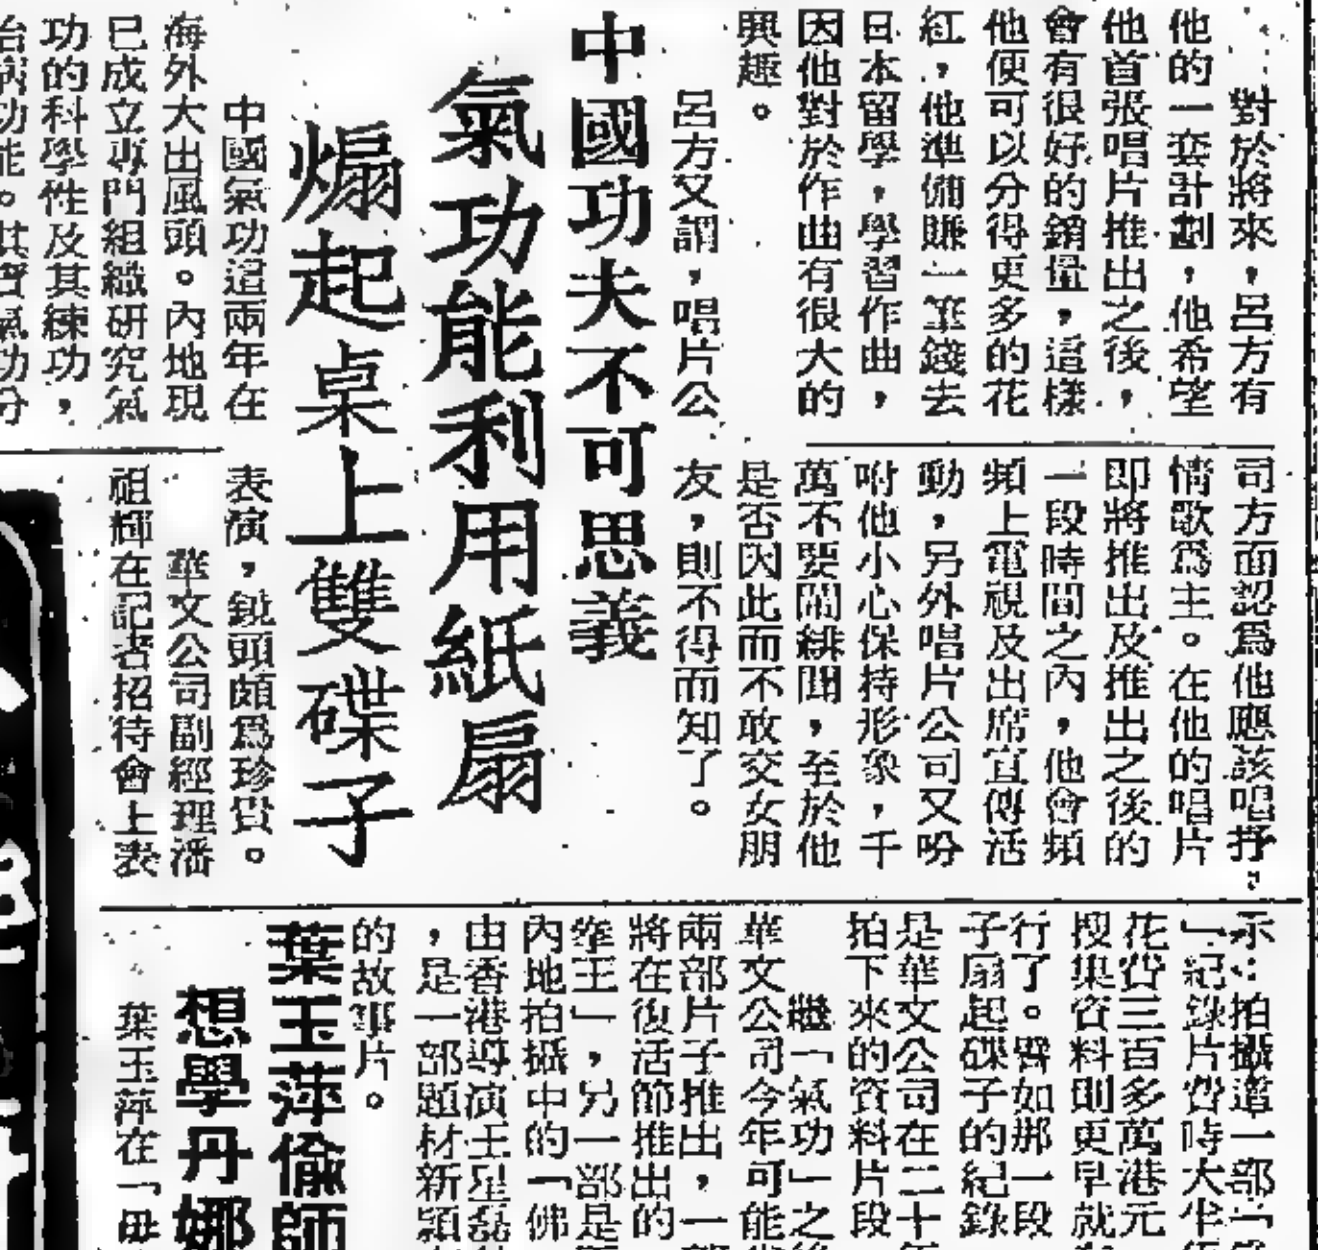 對於將來，呂方有
他的一套計劃，他希望
他首張唱片推出之後，
會有很好的銷量，這樣
他便可以分得更多的花
紅，他準備賺一筆錢去
日本留學，學習作曲，
因他對於作曲有很大的
興趣。
呂方又謂，唱片公
司方面認爲他應該唱抒
情歌爲主。在他的唱片
即將推出及推出之後的
一段時間之內，他會頻
頻上電視及出席宣傳活
動，另外唱片公司又吩
咐他小心保持形象，千
萬不要鬧緋聞，至於他
是否因此而不敢交女朋
友，則不得而知了。
中國功夫不可思義
氣功能利用紙扇
煽起桌上雙碟子
中國氣功這兩年在
海外大出風頭。內地現
已成立專門組織研究氣
功的科學性及其練功，
治病功能。其實氣功分
表演，鏡頭頗爲珍貴。
華文公司副經理潘
祖輝在記者招待會上表
示：拍攝這一部「
」紀錄片費時大半
花費三百多萬港元
搜集資料則更早就
行了。譬如那一段
子扇起碟子的紀錄
是華文公司在二十
拍下來的資料片段
繼「氣功」之後
華文公司今年可能
兩部片子推出，一部
將在復活節推出的
拳王」，另一部是
內地拍攝中的「佛
由香港導演王星磊
，是一部題材新穎
的故事片。
葉玉萍偷師
想學丹娜
葉玉萍在「毋